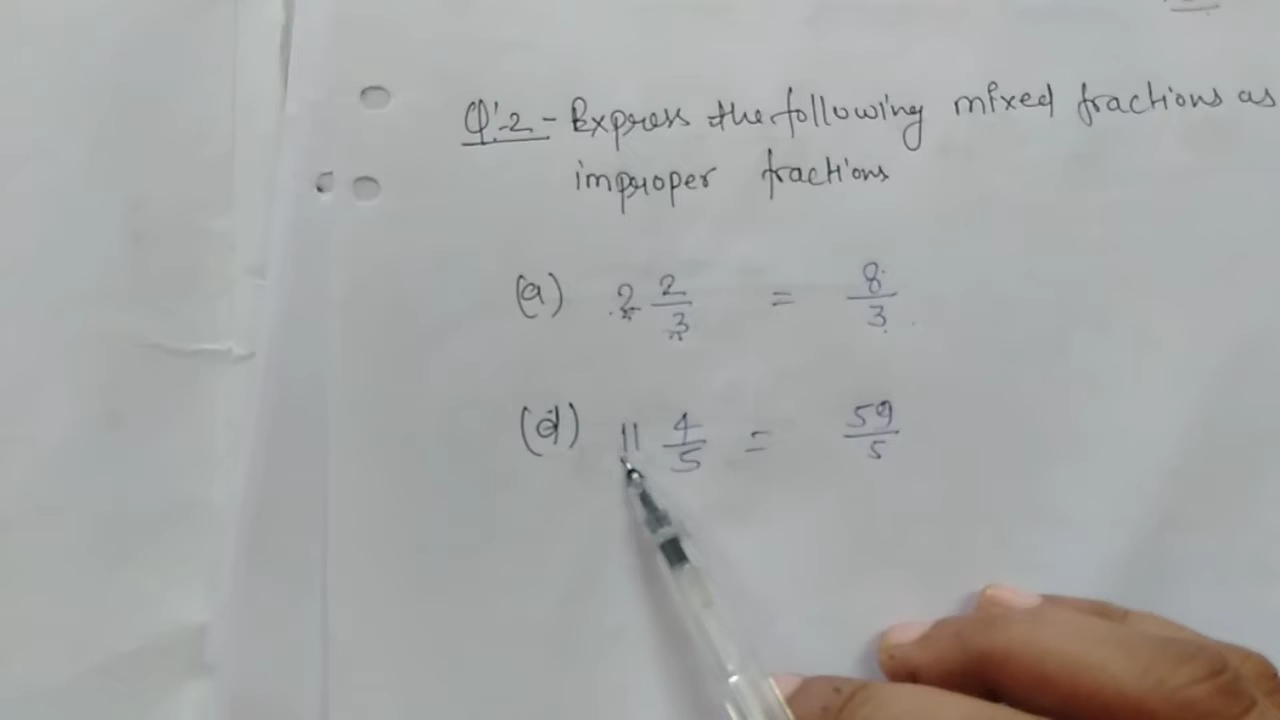 Q.2 - Express the following mixed fractions as
improper fractions
(a) 2 2/3 = 8/3
(d) 11 4/5 = 59/5